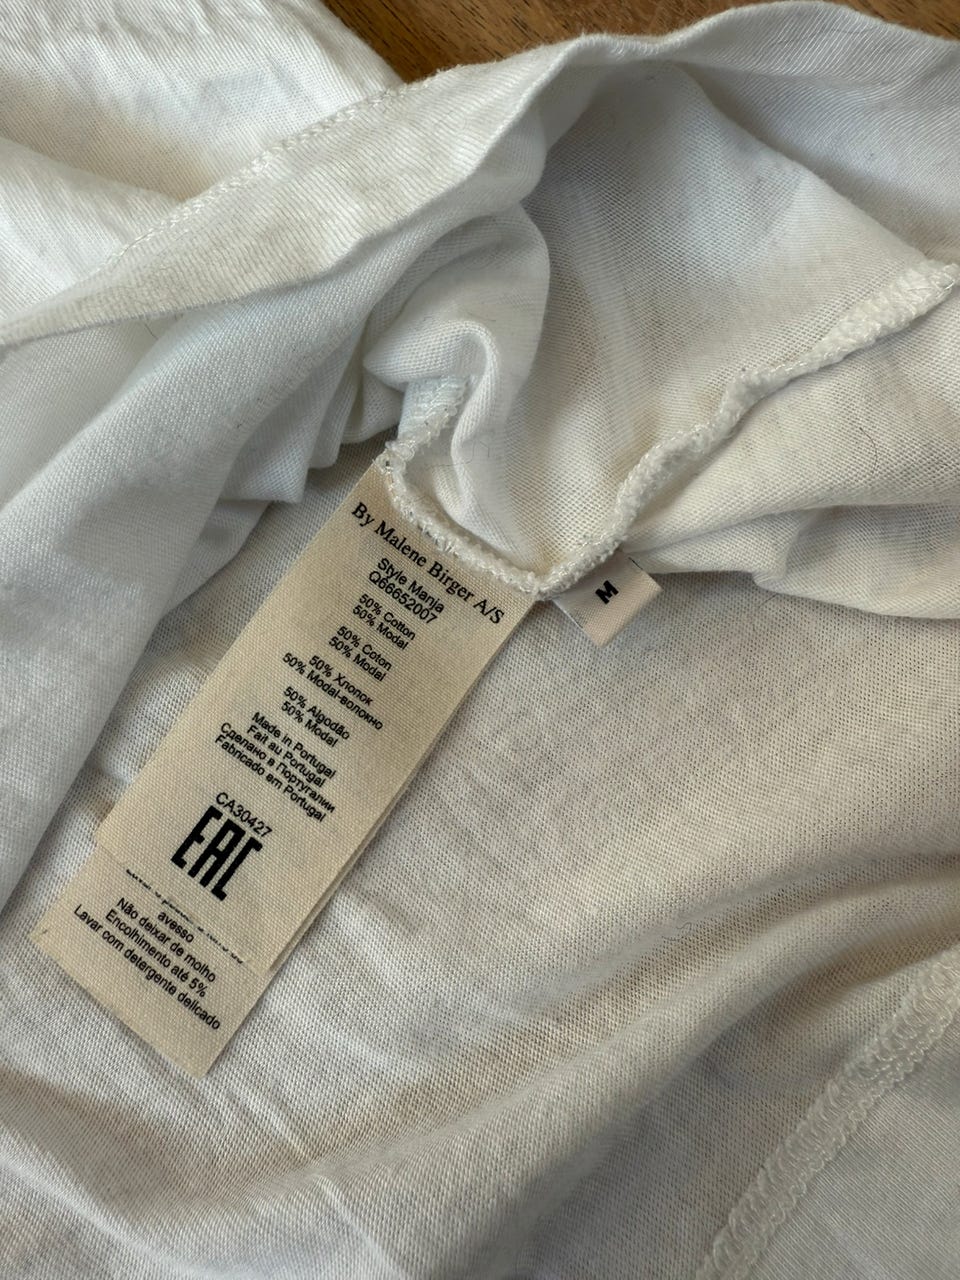 By Malene Birger A/S
Style Manja
Q66652007
50% Cotton
50% Modal
50% Coton
50% Modal
50% Хлопок
50% Modal-волокно
50% Algodão
50% Modal
Made in Portugal
Fait au Portugal
Сделано в Португалии
Fabricado em Portugal
CA30427
EAC
avesso
Não deixar de molho
Encolhimento até 5%
Lavar com detergente delicado
M